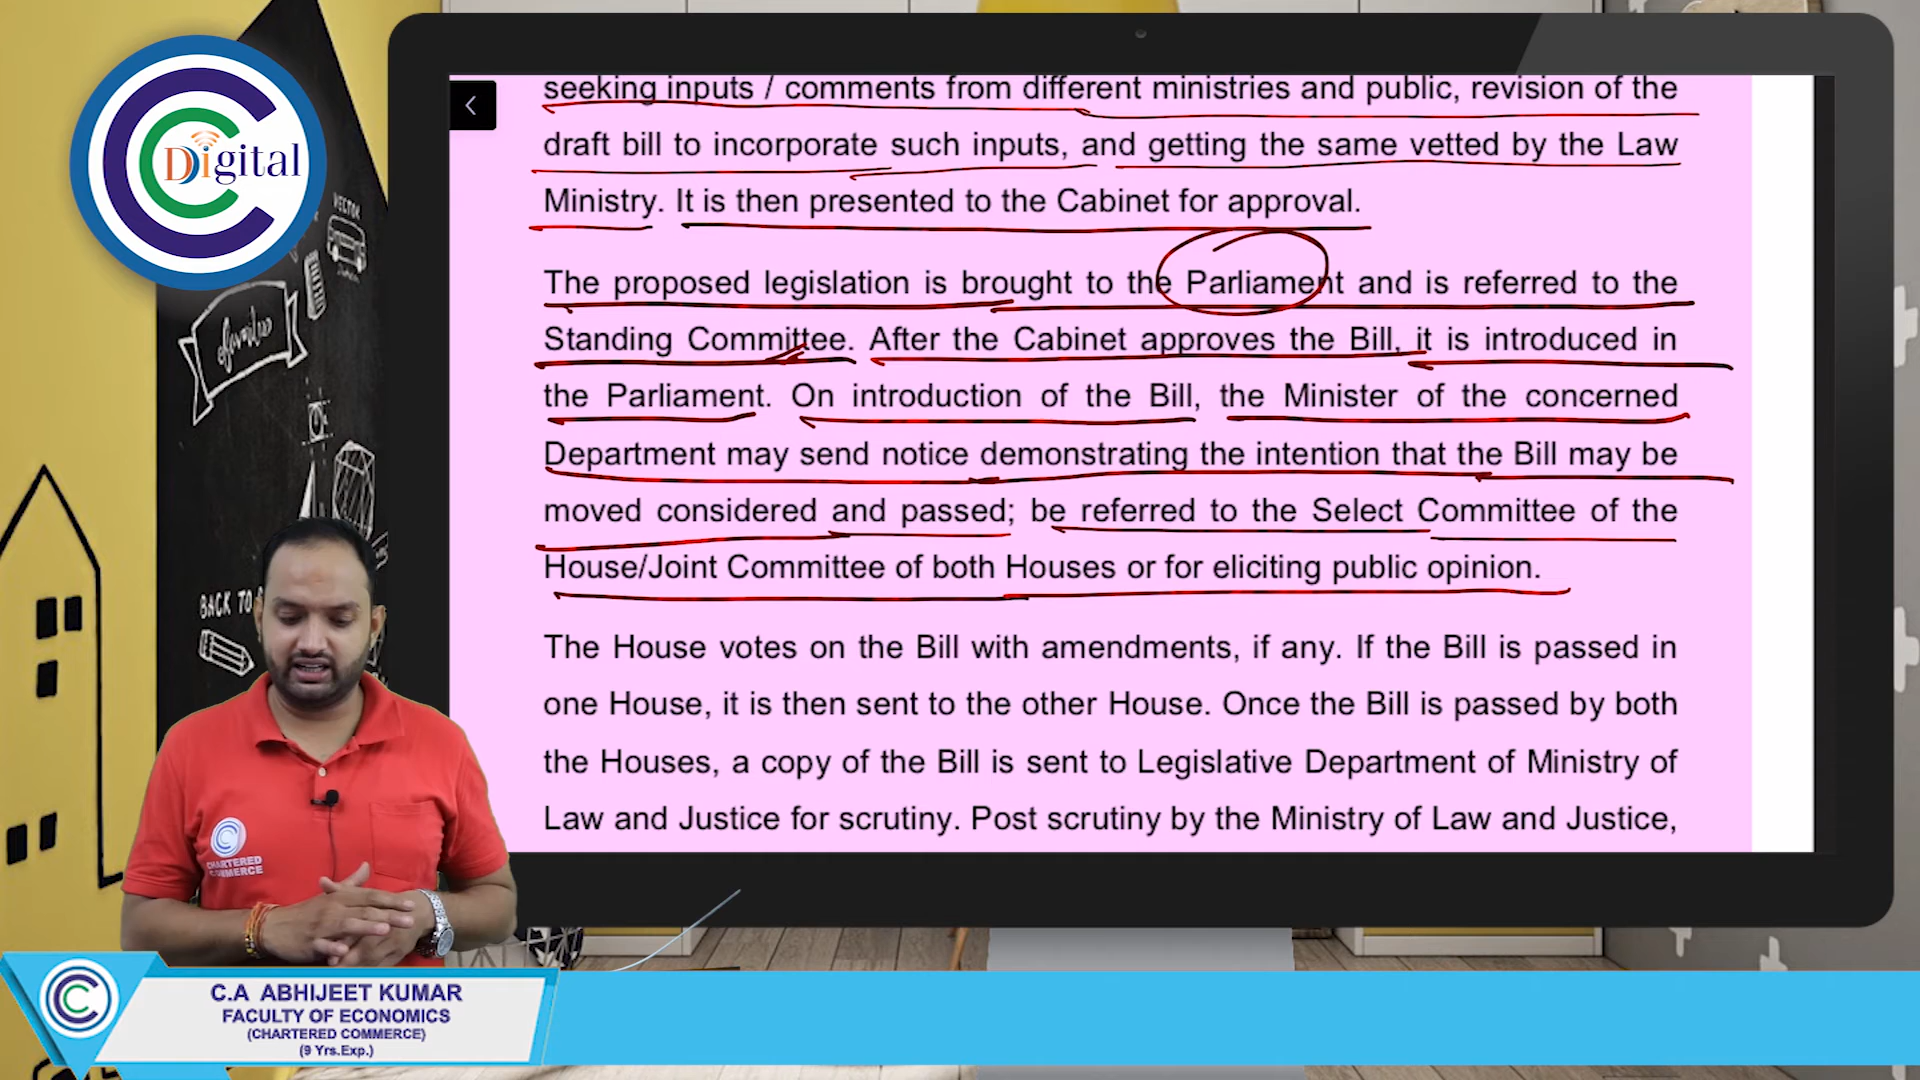 seeking inputs / comments from different ministries and public, revision of the
draft bill to incorporate such inputs, and getting the same vetted by the Law
Ministry. It is then presented to the Cabinet for approval.
The proposed legislation is brought to the Parliament and is referred to the
Standing Committee. After the Cabinet approves the Bill, it is introduced in
the Parliament. On introduction of the Bill, the Minister of the concerned
Department may send notice demonstrating the intention that the Bill may be
moved considered and passed; be referred to the Select Committee of the
House/Joint Committee of both Houses or for eliciting public opinion.
The House votes on the Bill with amendments, if any. If the Bill is passed in
one House, it is then sent to the other House. Once the Bill is passed by both
the Houses, a copy of the Bill is sent to Legislative Department of Ministry of
Law and Justice for scrutiny. Post scrutiny by the Ministry of Law and Justice,
Digital
VECTOR
BACK TO
CHARTERED
COMMERCE
C.A ABHIJEET KUMAR
FACULTY OF ECONOMICS
(CHARTERED COMMERCE)
(9 Yrs.Exp.)